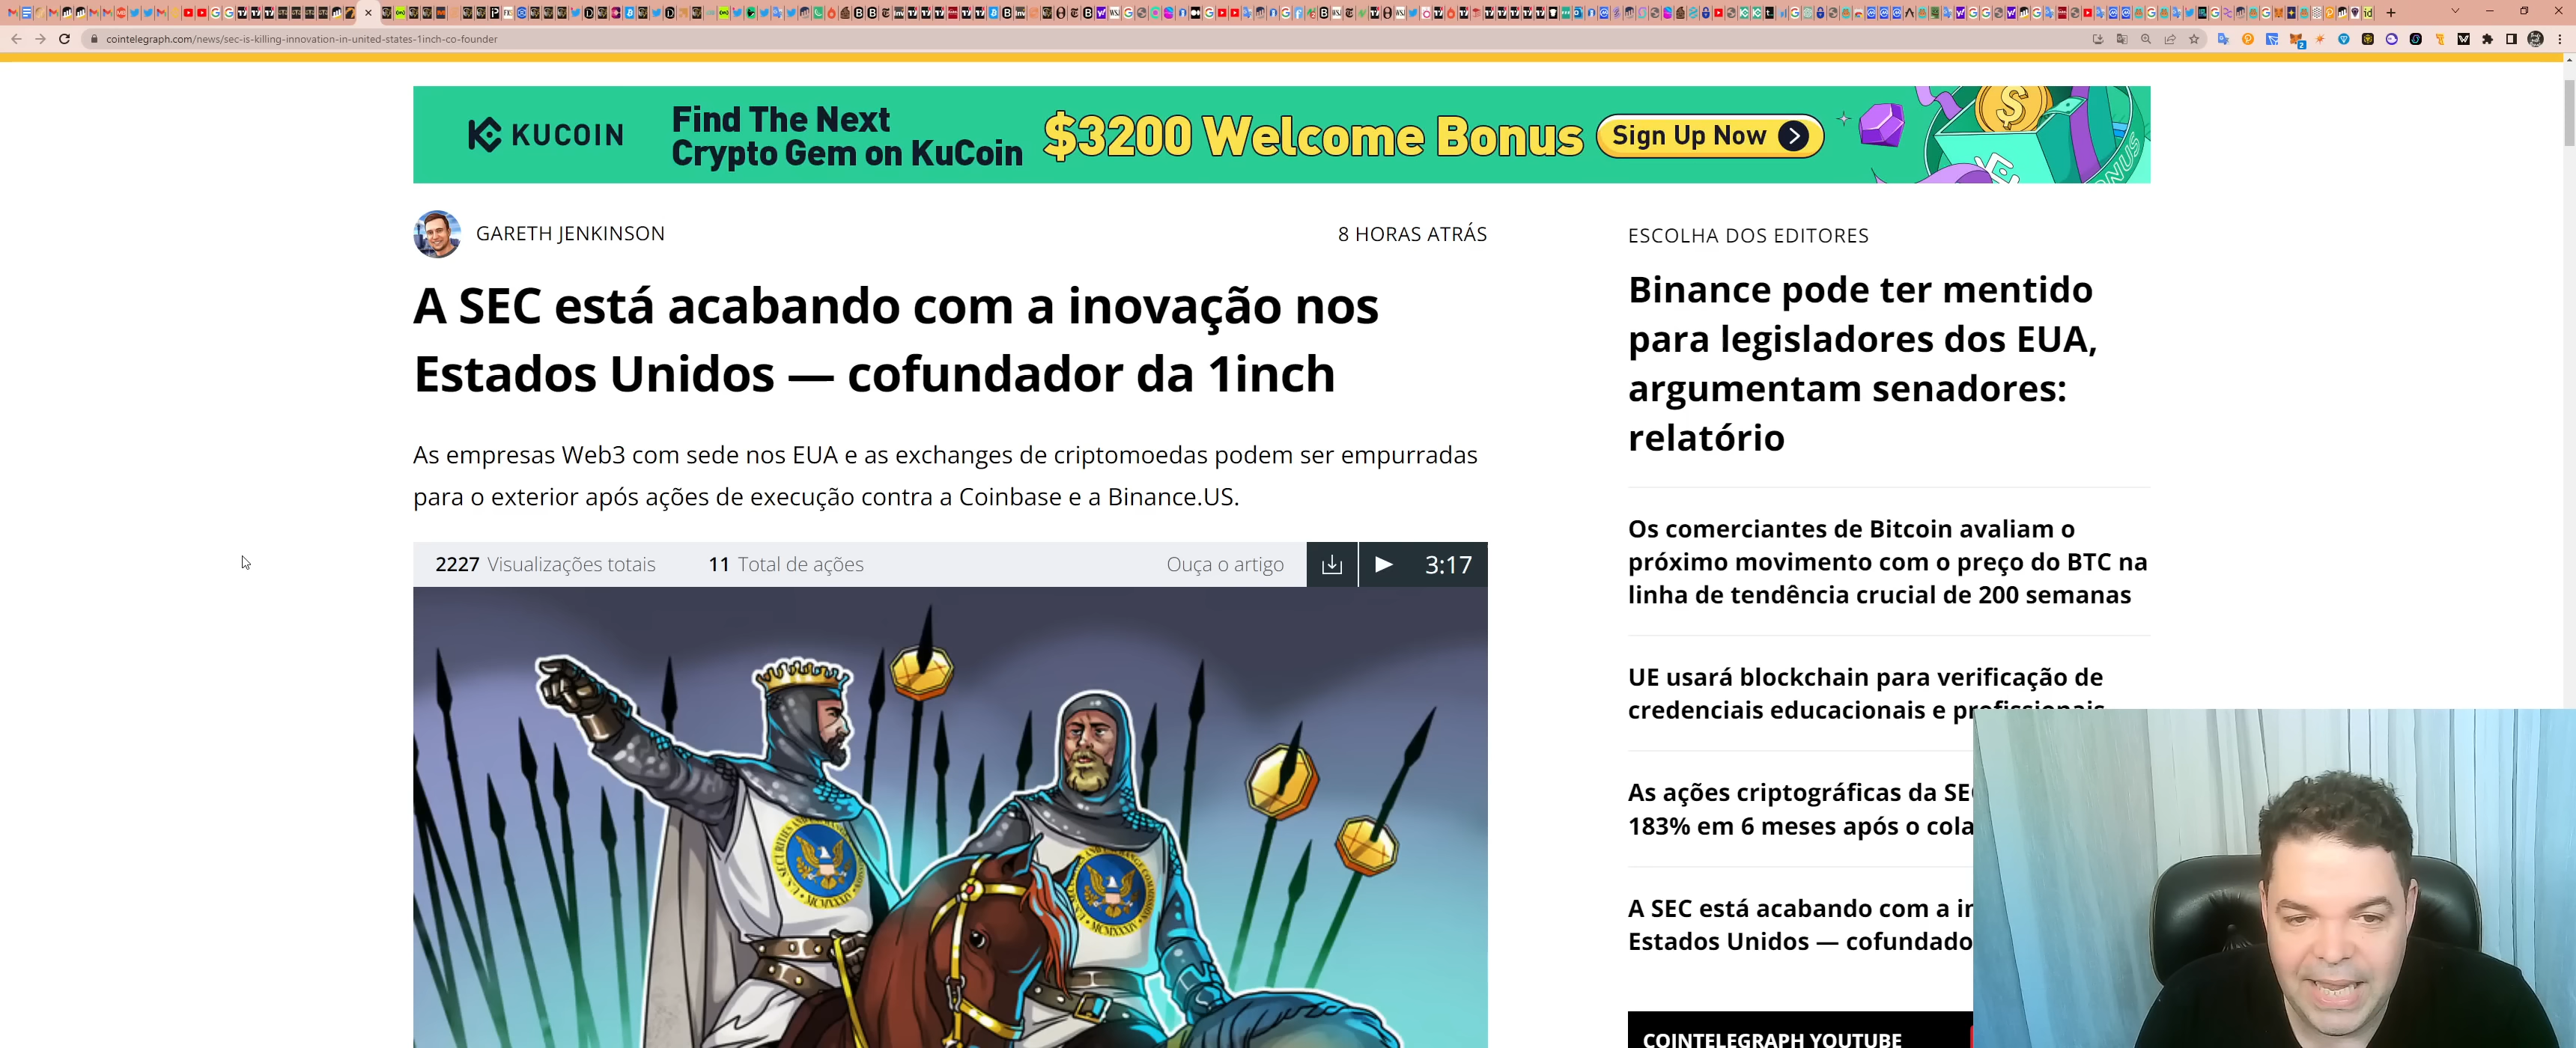 cointelegraph.com/news/sec-is-killing-innovation-in-united-states-1inch-co-founder
KUCOIN
Find The Next
Crypto Gem on KuCoin
$3200 Welcome Bonus
Sign Up Now
GARETH JENKINSON
8 HORAS ATRÁS
A SEC está acabando com a inovação nos
Estados Unidos — cofundador da 1inch
As empresas Web3 com sede nos EUA e as exchanges de criptomoedas podem ser empurradas
para o exterior após ações de execução contra a Coinbase e a Binance.US.
2227 Visualizações totais
11 Total de ações
Ouça o artigo
3:17
ESCOLHA DOS EDITORES
Binance pode ter mentido
para legisladores dos EUA,
argumentam senadores:
relatório
Os comerciantes de Bitcoin avaliam o
próximo movimento com o preço do BTC na
linha de tendência crucial de 200 semanas
UE usará blockchain para verificação de
credenciais educacionais e profissionais
As ações criptográficas da SE
183% em 6 meses após o cola
A SEC está acabando com a i
Estados Unidos — cofundado
COINTELEGRAPH YOUTUBE